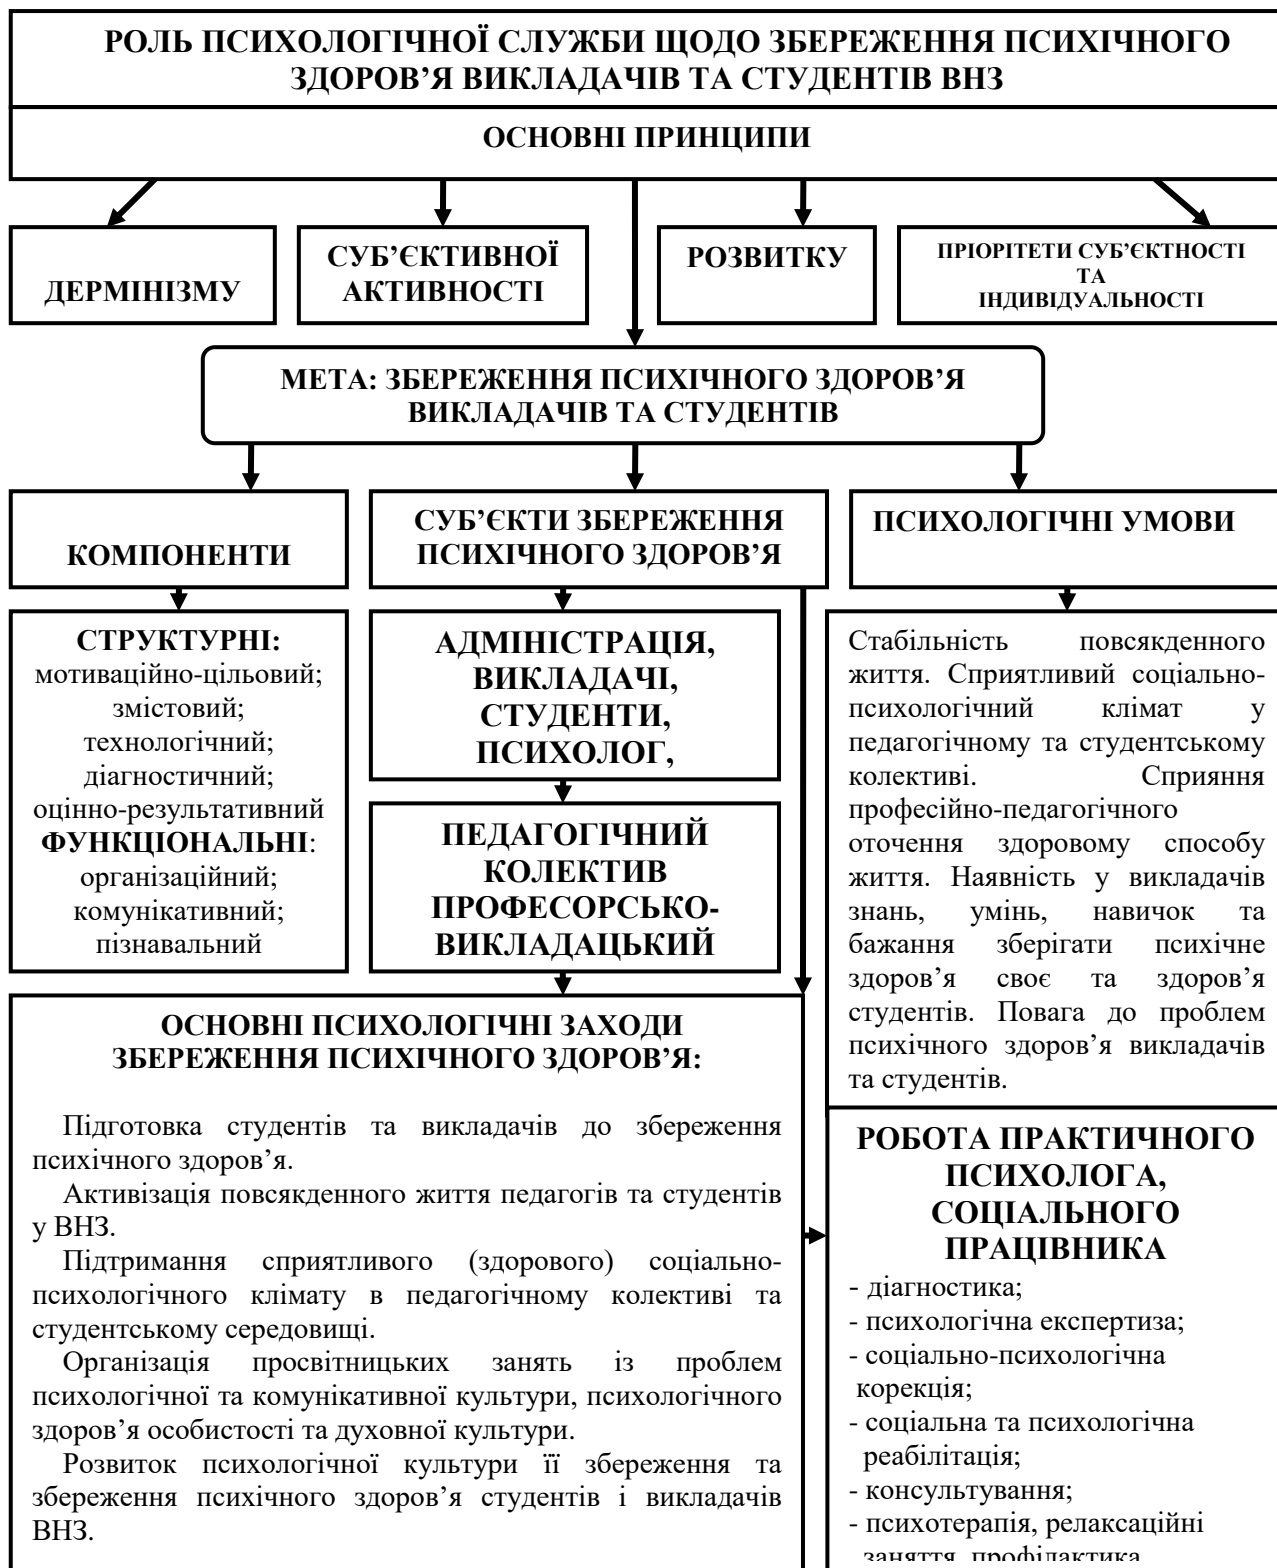 РОЛЬ ПСИХОЛОГІЧНОЇ СЛУЖБИ ЩОДО ЗБЕРЕЖЕННЯ ПСИХІЧНОГО
ЗДОРОВ’Я ВИКЛАДАЧІВ ТА СТУДЕНТІВ ВНЗ
ОСНОВНІ ПРИНЦИПИ
ДЕРМІНІЗМУ
СУБ’ЄКТИВНОЇ
АКТИВНОСТІ
РОЗВИТКУ
ПРІОРІТЕТИ СУБ’ЄКТНОСТІ
ТА
ІНДИВІДУАЛЬНОСТІ
МЕТА: ЗБЕРЕЖЕННЯ ПСИХІЧНОГО ЗДОРОВ’Я
ВИКЛАДАЧІВ ТА СТУДЕНТІВ
КОМПОНЕНТИ
СУБ’ЄКТИ ЗБЕРЕЖЕННЯ
ПСИХІЧНОГО ЗДОРОВ’Я
ПСИХОЛОГІЧНІ УМОВИ
СТРУКТУРНІ:
мотиваційно-цільовий;
змістовий;
технологічний;
діагностичний;
оцінно-результативний
ФУНКЦІОНАЛЬНІ:
організаційний;
комунікативний;
пізнавальний
АДМІНІСТРАЦІЯ,
ВИКЛАДАЧІ,
СТУДЕНТИ,
ПСИХОЛОГ,
ПЕДАГОГІЧНИЙ
КОЛЕКТИВ
ПРОФЕСОРСЬКО-
ВИКЛАДАЦЬКИЙ
Стабільність повсякденного
життя. Сприятливий соціально-
психологічний клімат у
педагогічному та студентському
колективі. Сприяння
професійно-педагогічного
оточення здоровому способу
життя. Наявність у викладачів
знань, умінь, навичок та
бажання зберігати психічне
здоров’я своє та здоров’я
студентів. Повага до проблем
психічного здоров’я викладачів
та студентів.
ОСНОВНІ ПСИХОЛОГІЧНІ ЗАХОДИ
ЗБЕРЕЖЕННЯ ПСИХІЧНОГО ЗДОРОВ’Я:
Підготовка студентів та викладачів до збереження
психічного здоров’я.
Активізація повсякденного життя педагогів та студентів
у ВНЗ.
Підтримання сприятливого (здорового) соціально-
психологічного клімату в педагогічному колективі та
студентському середовищі.
Організація просвітницьких занять із проблем
психологічної та комунікативної культури, психологічного
здоров’я особистості та духовної культури.
Розвиток психологічної культури її збереження та
збереження психічного здоров’я студентів і викладачів
ВНЗ.
РОБОТА ПРАКТИЧНОГО
ПСИХОЛОГА,
СОЦІАЛЬНОГО
ПРАЦІВНИКА
- діагностика;
- психологічна експертиза;
- соціально-психологічна
корекція;
- соціальна та психологічна
реабілітація;
- консультування;
- психотерапія, релаксаційні
заняття, профілактика